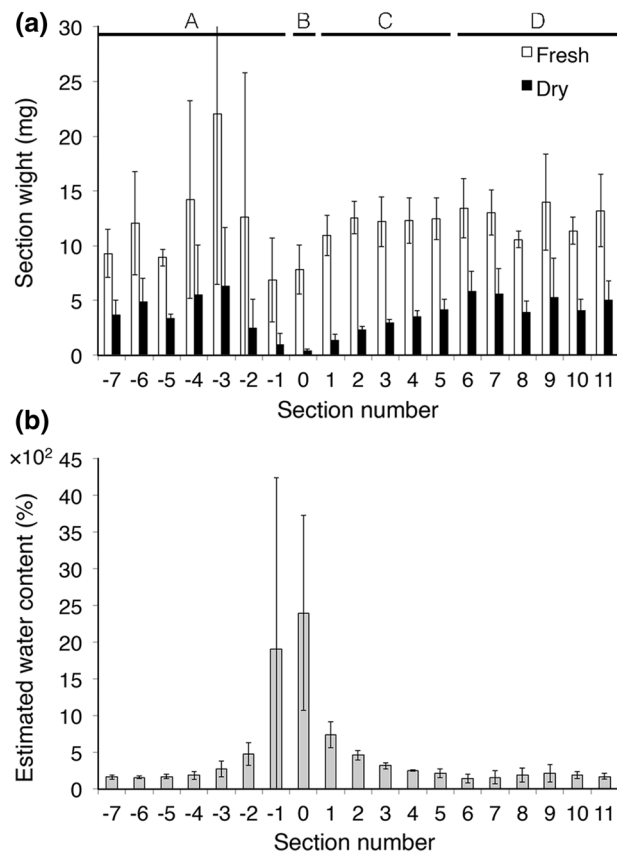 (a)
A B C D
30
25
20
15
10
5
0
Section wight (mg)
Fresh
Dry
-7 -6 -5 -4 -3 -2 -1 0 1 2 3 4 5 6 7 8 9 10 11
Section number
(b)
×10²
45
40
35
30
25
20
15
10
5
0
Estimated water content (%)
-7 -6 -5 -4 -3 -2 -1 0 1 2 3 4 5 6 7 8 9 10 11
Section number